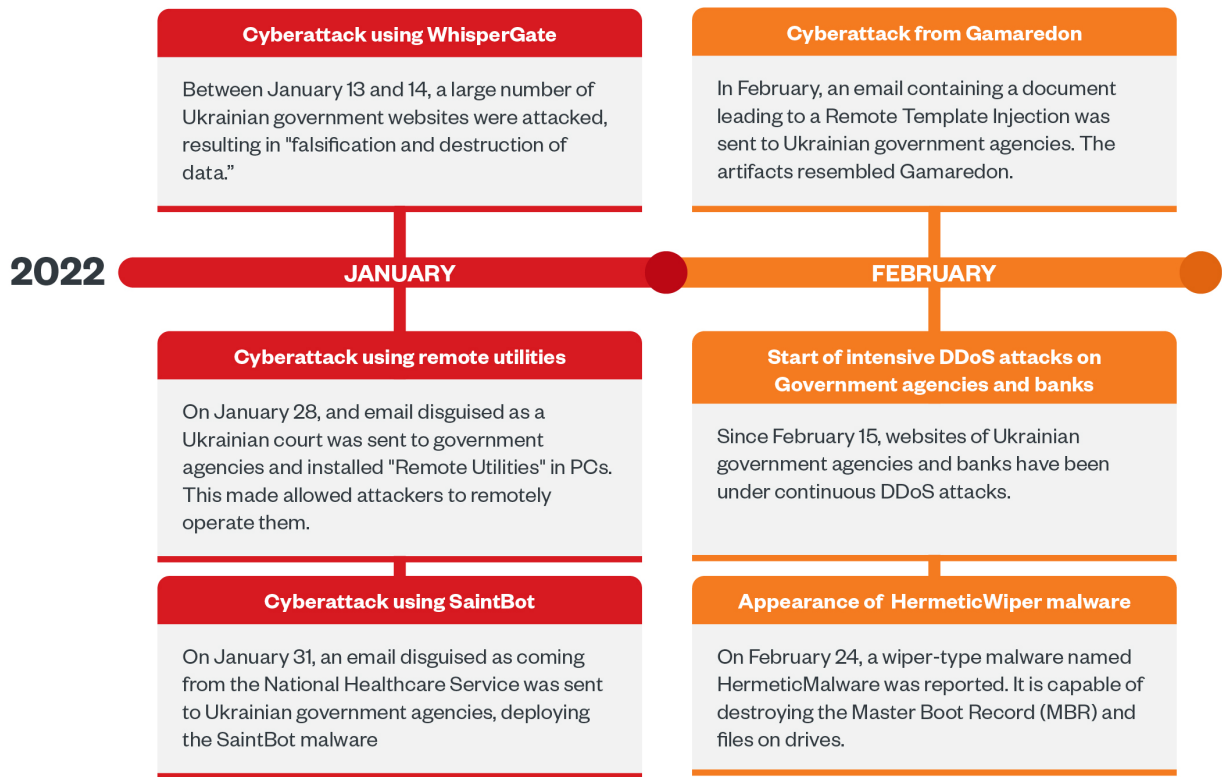 Cyberattack using WhisperGate
Between January 13 and 14, a large number of
Ukrainian government websites were attacked,
resulting in "falsification and destruction of
data.”
Cyberattack from Gamaredon
In February, an email containing a document
leading to a Remote Template Injection was
sent to Ukrainian government agencies. The
artifacts resembled Gamaredon.
2022
JANUARY
FEBRUARY
Cyberattack using remote utilities
On January 28, and email disguised as a
Ukrainian court was sent to government
agencies and installed "Remote Utilities" in PCs.
This made allowed attackers to remotely
operate them.
Start of intensive DDoS attacks on
Government agencies and banks
Since February 15, websites of Ukrainian
government agencies and banks have been
under continuous DDoS attacks.
Cyberattack using SaintBot
On January 31, an email disguised as coming
from the National Healthcare Service was sent
to Ukrainian government agencies, deploying
the SaintBot malware
Appearance of HermeticWiper malware
On February 24, a wiper-type malware named
HermeticMalware was reported. It is capable of
destroying the Master Boot Record (MBR) and
files on drives.